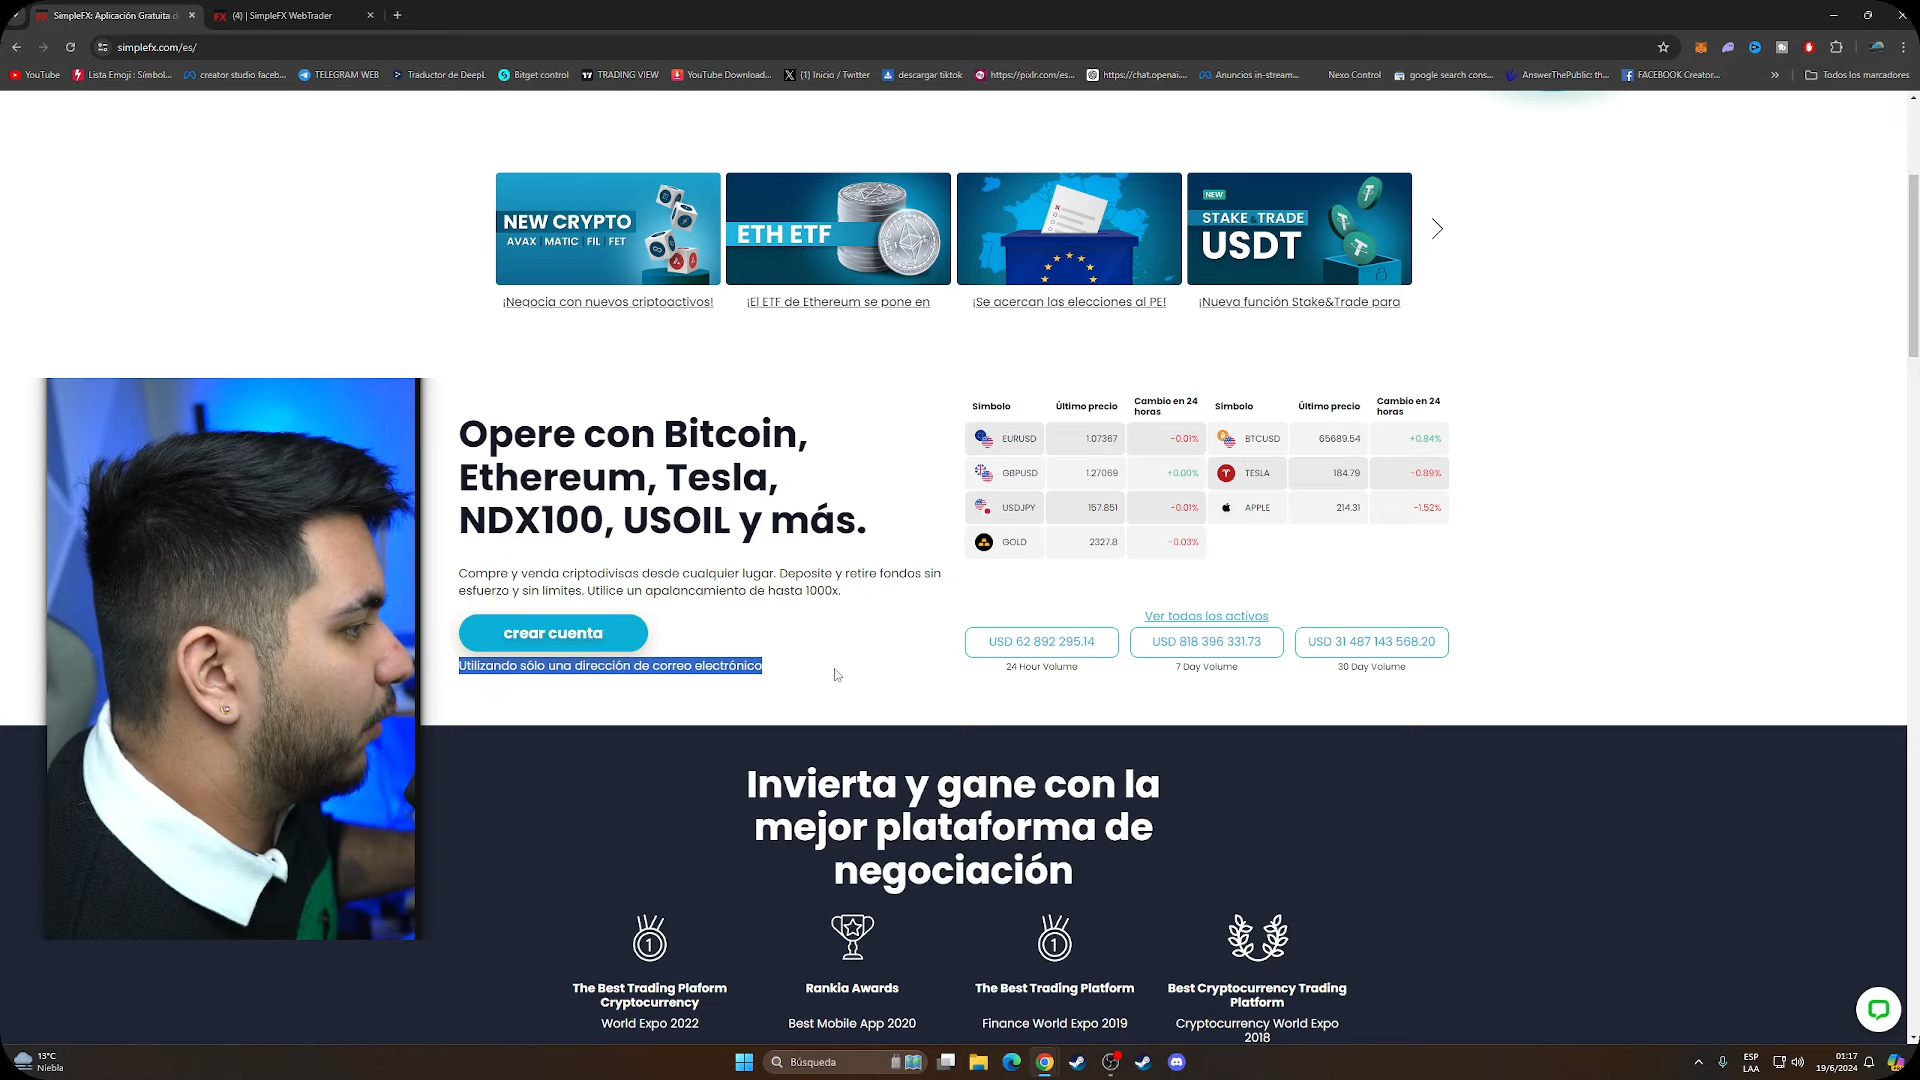 SimpleFX: Aplicación Gratuita d
(4) | SimpleFX WebTrader
simplefx.com/es/
YouTube
Lista Emoji : Símbol...
creator studio faceb...
TELEGRAM WEB
Traductor de DeepL
Bitget control
TRADING VIEW
YouTube Download...
(1) Inicio / Twitter
descargar tiktok
https://pixlr.com/es...
https://chat.openai....
Anuncios in-stream...
Nexo Control
google search cons...
AnswerThePublic: th...
FACEBOOK Creator...
Todos los marcadores
NEW CRYPTO
AVAX | MATIC | FIL | FET
ETH ETF
NEW
STAKE & TRADE
USDT
¡Negocia con nuevos criptoactivos!
¡El ETF de Ethereum se pone en
¡Se acercan las elecciones al PE!
¡Nueva función Stake&Trade para
Opere con Bitcoin,
Ethereum, Tesla,
NDX100, USOIL y más.
Compre y venda criptodivisas desde cualquier lugar. Deposite y retire fondos sin
esfuerzo y sin límites. Utilice un apalancamiento de hasta 1000x.
crear cuenta
Utilizando sólo una dirección de correo electrónico
Símbolo Último precio Cambio en 24 horas Símbolo Último precio Cambio en 24 horas
EURUSD 1.07367 -0.01% BTCUSD 65689.54 +0.84%
GBPUSD 1.27069 +0.00% TESLA 184.79 -0.89%
USDJPY 157.851 -0.01% APPLE 214.31 -1.52%
GOLD 2327.8 -0.03%
Ver todos los activos
USD 62 892 295.14 USD 818 396 331.73 USD 31 487 143 568.20
24 Hour Volume 7 Day Volume 30 Day Volume
Invierta y gane con la
mejor plataforma de
negociación
1
The Best Trading Plaform
Cryptocurrency
World Expo 2022
Rankia Awards
Best Mobile App 2020
1
The Best Trading Platform
Finance World Expo 2019
Best Cryptocurrency Trading
Platform
Cryptocurrency World Expo
2018
13°C
Niebla
Búsqueda
ESP
LAA
01:17
19/6/2024